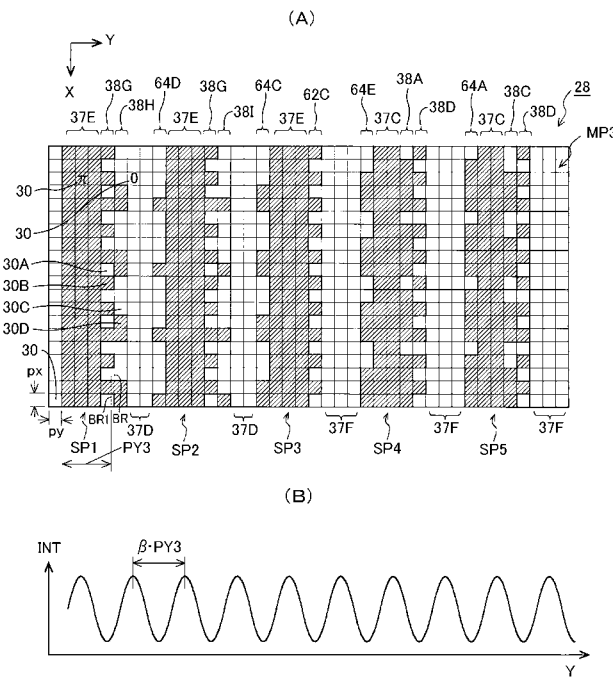 (A)
Y
X
38G 64D 38G 64C 62C 64E 38A 64A 38C 28
37E 38H 37E 38I 37E 37C 38D 37C 38D
MP3
30 π 0
30
30A
30B
30C
30D
30
px
py BR1 BR 37D 37D 37F 37F 37F
SP1 PY3 SP2 SP3 SP4 SP5
(B)
INT
β·PY3
Y